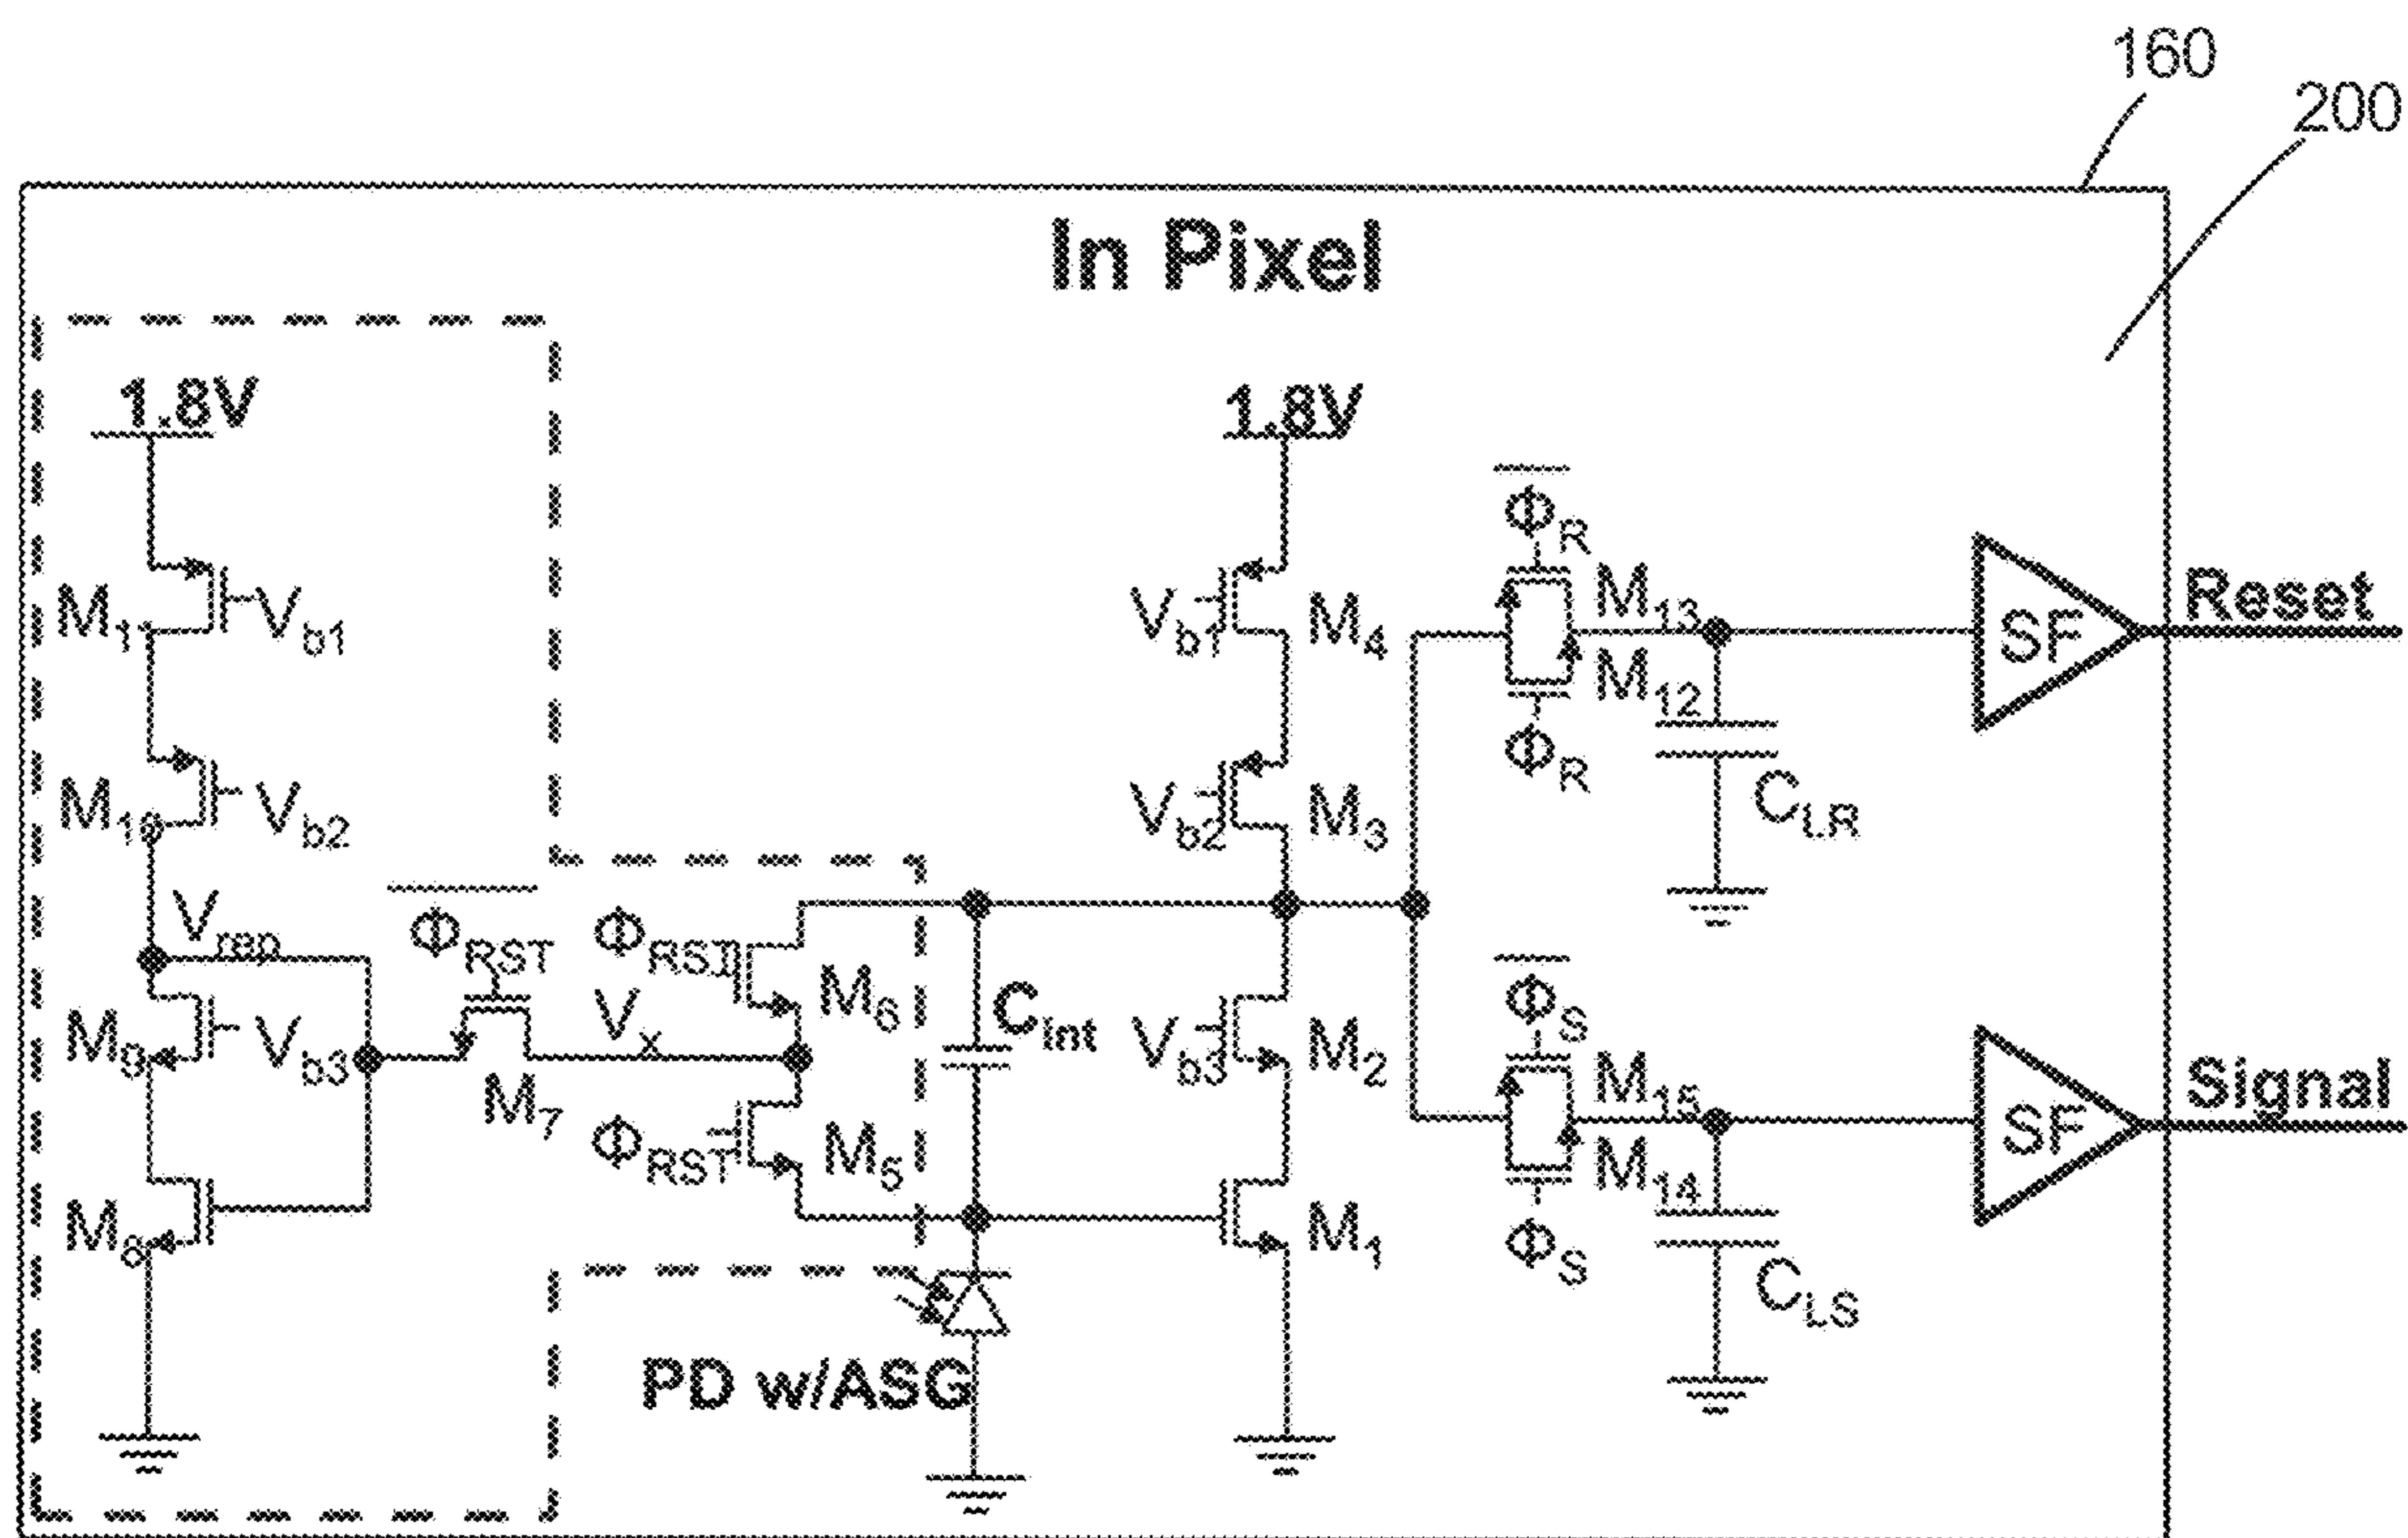 160
200
In Pixel
1.8V
1.8V
Φ̅R
M11
Vb1
Vb1
M4
M13
SF
Reset
M12
ΦR
M10
Vb2
Vb2
M3
CLR
Vrep
Φ̅RST
ΦRST
M6
Φ̅S
M9
Vb3
Vx
Cint
Vb3
M2
M15
SF
Signal
M7
ΦRST
M5
M14
M8
M1
ΦS
CLS
PD w/ASG